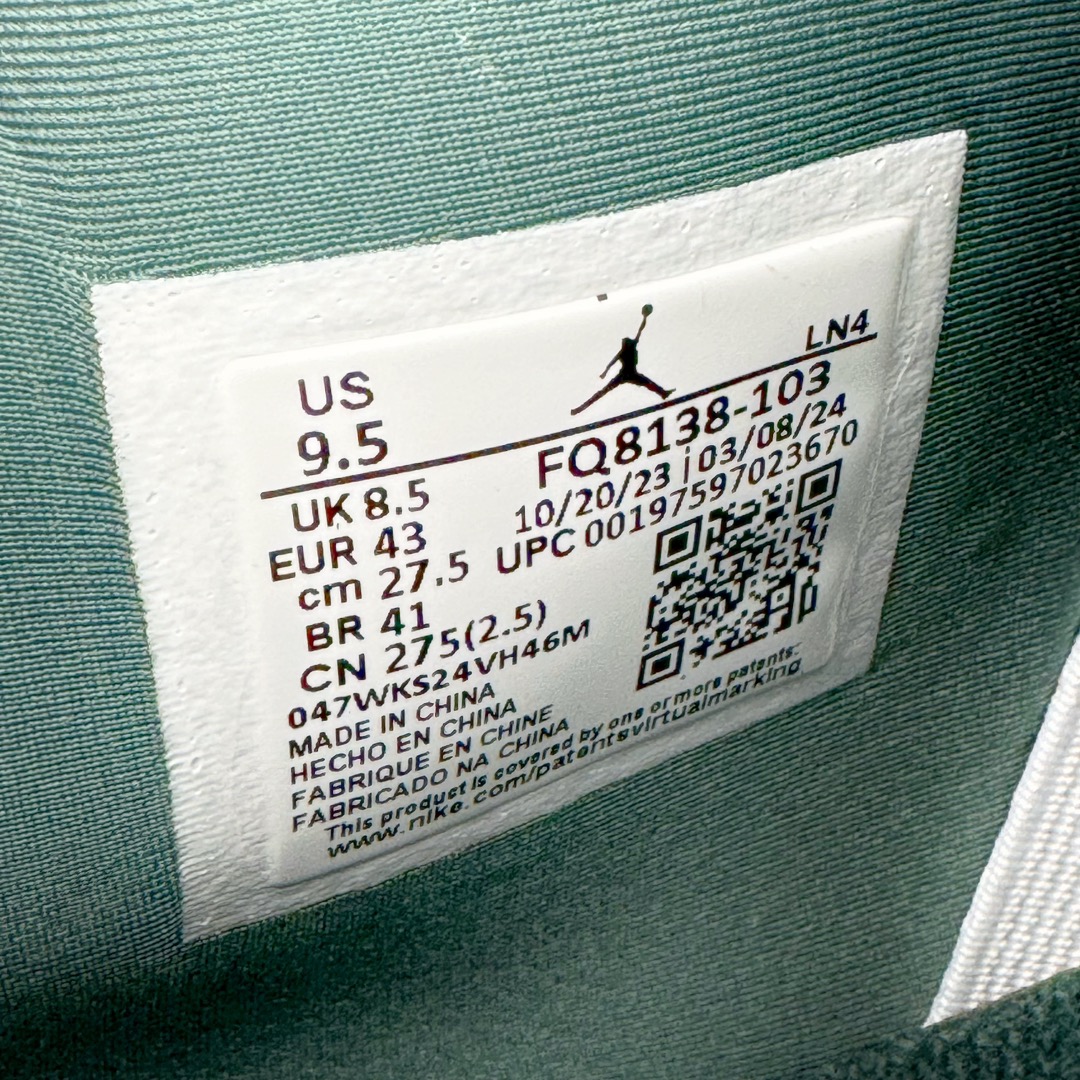 LN4
US
9.5
FQ8138-103
UK 8.5
10/20/23 | 03/08/24
EUR 43
UPC 00197597023670
cm 27.5
BR 41
CN 275(2.5)
047WKS24VH46M
MADE IN CHINA
HECHO EN CHINA
FABRIQUE EN CHINE
FABRICADO NA CHINA
This product is covered by one or more patents:
www.nike.com/patentsvirtualmarking